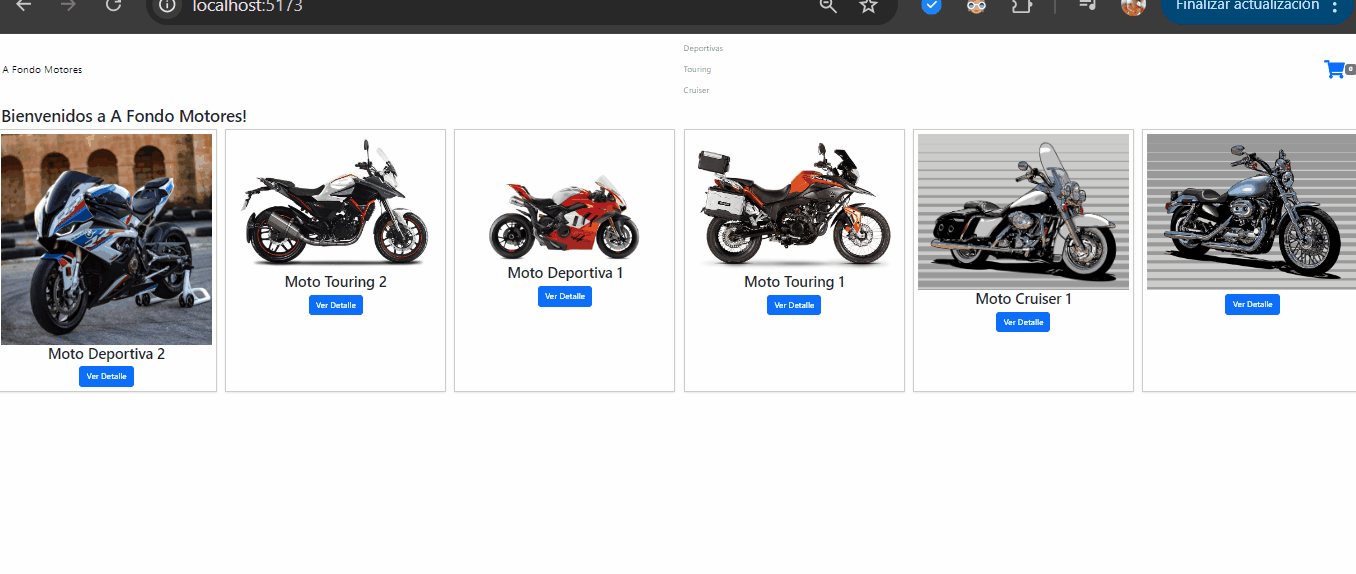 localhost:5173
Finalizar actualización
Deportivas
A Fondo Motores
Touring
0
Cruiser
Bienvenidos a A Fondo Motores!
Moto Deportiva 2
Ver Detalle
Moto Touring 2
Ver Detalle
Moto Deportiva 1
Ver Detalle
Moto Touring 1
Ver Detalle
Moto Cruiser 1
Ver Detalle
Ver Detalle